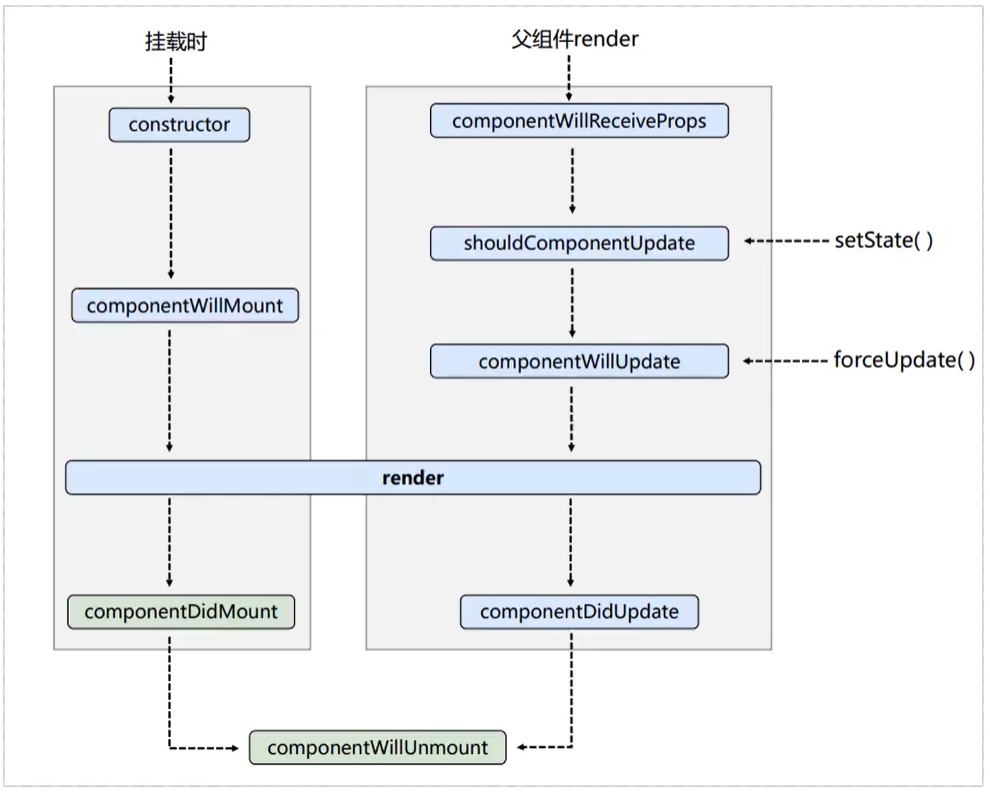 挂载时
父组件render
constructor
componentWillReceiveProps
shouldComponentUpdate
setState( )
componentWillMount
componentWillUpdate
forceUpdate( )
render
componentDidMount
componentDidUpdate
componentWillUnmount